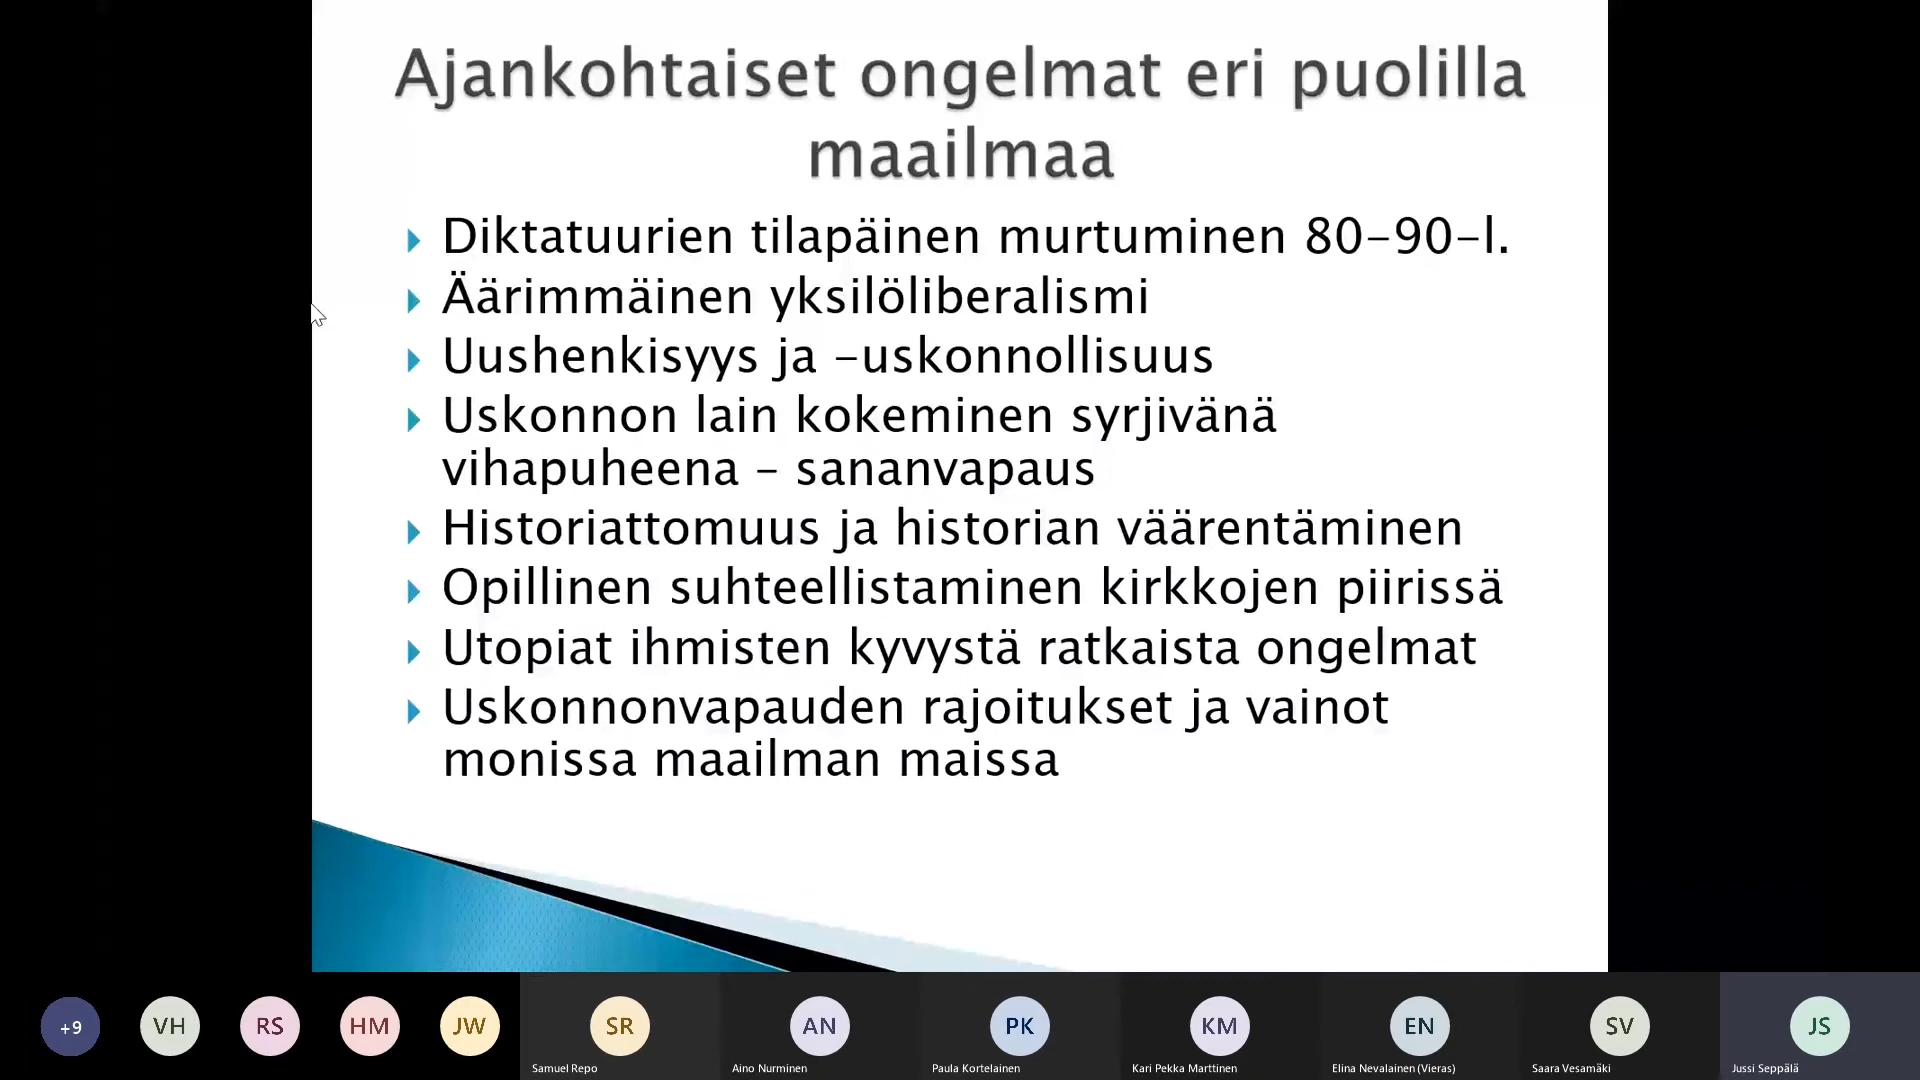 Ajankohtaiset ongelmat eri puolilla
maailmaa
Diktatuurien tilapäinen murtuminen 80-90-l.
Äärimmäinen yksilöliberalismi
Uushenkisyys ja -uskonnollisuus
Uskonnon lain kokeminen syrjivänä
vihapuheena - sananvapaus
Historiattomuus ja historian väärentäminen
Opillinen suhteellistaminen kirkkojen piirissä
Utopiat ihmisten kyvystä ratkaista ongelmat
Uskonnonvapauden rajoitukset ja vainot
monissa maailman maissa
+9 VH RS HM JW SR AN PK KM EN SV JS
Samuel Repo Aino Nurminen Paula Kortelainen Kari Pekka Marttinen Elina Nevalainen (Vieras) Saara Vesamäki Jussi Seppälä